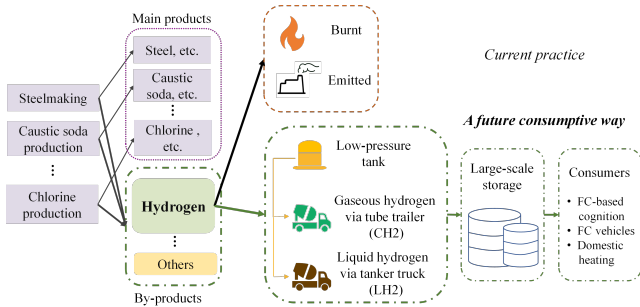 Main products
Steel, etc.
Caustic
soda, etc.
Chlorine ,
etc.
Steelmaking
Caustic soda
production
Chlorine
production
Hydrogen
Others
By-products
Burnt
Emitted
Current practice
A future consumptive way
Low-pressure
tank
Gaseous hydrogen
via tube trailer
(CH2)
Liquid hydrogen
via tanker truck
(LH2)
Large-scale
storage
Consumers
• FC-based
cognition
• FC vehicles
• Domestic
heating